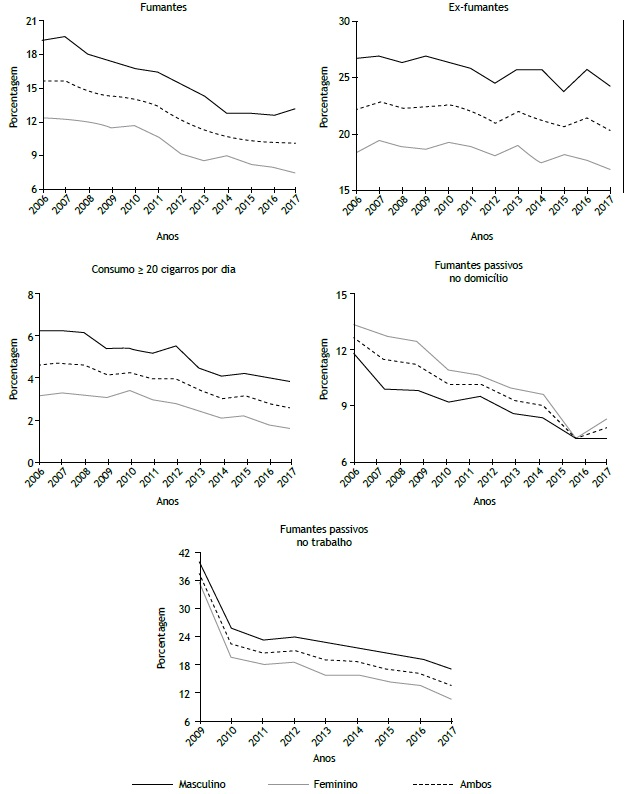 Fumantes
Porcentagem
21
18
15
12
9
6
2006 2007 2008 2009 2010 2011 2012 2013 2014 2015 2016 2017
Anos
Ex-fumantes
Porcentagem
30
25
20
15
2006 2007 2008 2009 2010 2011 2012 2013 2014 2015 2016 2017
Anos
Consumo ≥ 20 cigarros por dia
Porcentagem
8
6
4
2
0
2006 2007 2008 2009 2010 2011 2012 2013 2014 2015 2016 2017
Anos
Fumantes passivos
no domicílio
Porcentagem
15
12
9
6
2006 2007 2008 2009 2010 2011 2012 2013 2014 2015 2016 2017
Anos
Fumantes passivos
no trabalho
Porcentagem
42
36
30
24
18
12
6
2009 2010 2011 2012 2013 2014 2015 2016 2017
Anos
Masculino Feminino Ambos